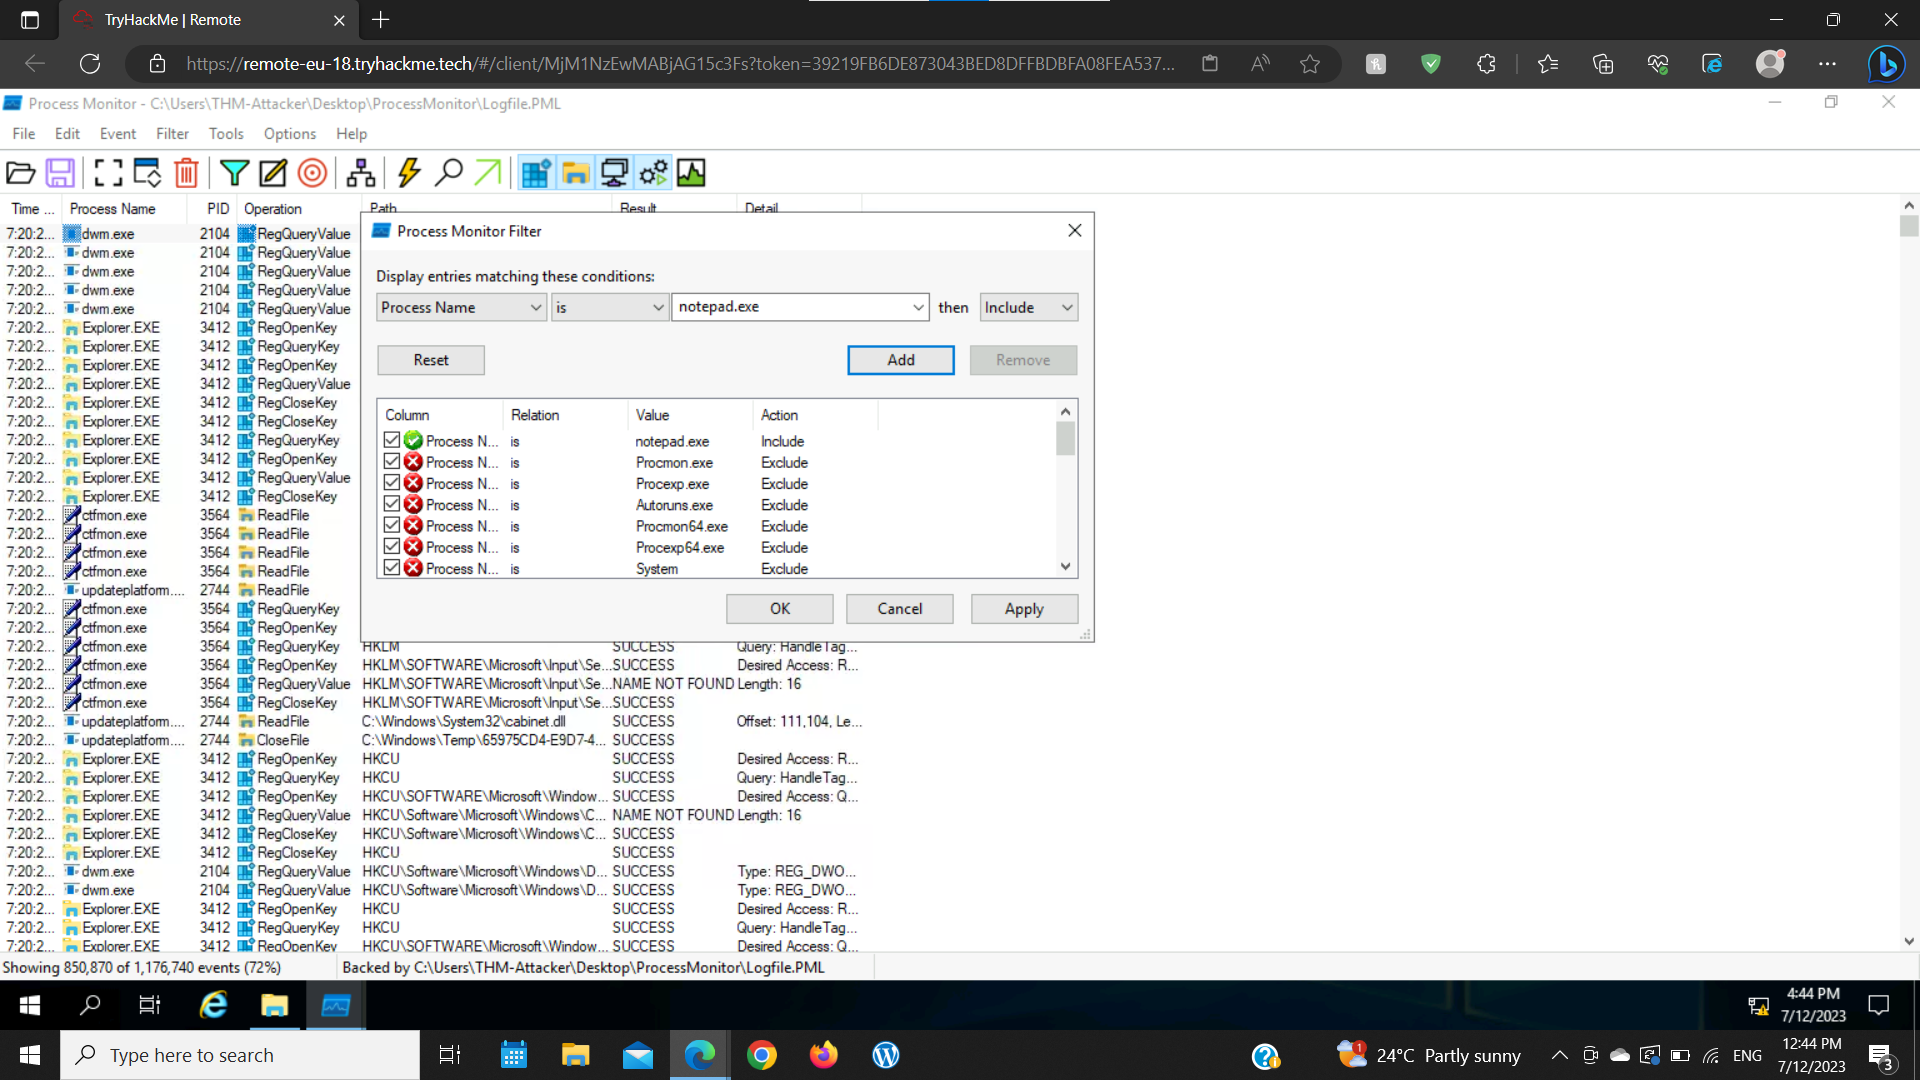 TryHackMe | Remote
https://remote-eu-18.tryhackme.tech/#/client/MjM1NzEwMABjAG15c3Fs?token=39219FB6DE873043BED8DFFBDBFA08FEA537...
Process Monitor - C:\Users\THM-Attacker\Desktop\ProcessMonitor\Logfile.PML
File Edit Event Filter Tools Options Help
Time ... Process Name PID Operation Path Result Detail
7:20:2... dwm.exe 2104 RegQueryValue
7:20:2... dwm.exe 2104 RegQueryValue
7:20:2... dwm.exe 2104 RegQueryValue
7:20:2... dwm.exe 2104 RegQueryValue
7:20:2... dwm.exe 2104 RegQueryValue
7:20:2... Explorer.EXE 3412 RegOpenKey
7:20:2... Explorer.EXE 3412 RegQueryKey
7:20:2... Explorer.EXE 3412 RegOpenKey
7:20:2... Explorer.EXE 3412 RegQueryValue
7:20:2... Explorer.EXE 3412 RegCloseKey
7:20:2... Explorer.EXE 3412 RegCloseKey
7:20:2... Explorer.EXE 3412 RegQueryKey
7:20:2... Explorer.EXE 3412 RegOpenKey
7:20:2... Explorer.EXE 3412 RegQueryValue
7:20:2... Explorer.EXE 3412 RegCloseKey
7:20:2... ctfmon.exe 3564 ReadFile
7:20:2... ctfmon.exe 3564 ReadFile
7:20:2... ctfmon.exe 3564 ReadFile
7:20:2... ctfmon.exe 3564 ReadFile
7:20:2... updateplatform.... 2744 ReadFile
7:20:2... ctfmon.exe 3564 RegQueryKey
7:20:2... ctfmon.exe 3564 RegOpenKey
7:20:2... ctfmon.exe 3564 RegQueryKey HKLM SUCCESS Query: HandleTag...
7:20:2... ctfmon.exe 3564 RegOpenKey HKLM\SOFTWARE\Microsoft\Input\Se... SUCCESS Desired Access: R...
7:20:2... ctfmon.exe 3564 RegQueryValue HKLM\SOFTWARE\Microsoft\Input\Se... NAME NOT FOUND Length: 16
7:20:2... ctfmon.exe 3564 RegCloseKey HKLM\SOFTWARE\Microsoft\Input\Se... SUCCESS
7:20:2... updateplatform.... 2744 ReadFile C:\Windows\System32\cabinet.dll SUCCESS Offset: 111,104, Le...
7:20:2... updateplatform.... 2744 CloseFile C:\Windows\Temp\65975CD4-E9D7-4... SUCCESS
7:20:2... Explorer.EXE 3412 RegOpenKey HKCU SUCCESS Desired Access: R...
7:20:2... Explorer.EXE 3412 RegQueryKey HKCU SUCCESS Query: HandleTag...
7:20:2... Explorer.EXE 3412 RegOpenKey HKCU\SOFTWARE\Microsoft\Window... SUCCESS Desired Access: Q...
7:20:2... Explorer.EXE 3412 RegQueryValue HKCU\Software\Microsoft\Windows\C... NAME NOT FOUND Length: 16
7:20:2... Explorer.EXE 3412 RegCloseKey HKCU\Software\Microsoft\Windows\C... SUCCESS
7:20:2... Explorer.EXE 3412 RegCloseKey HKCU SUCCESS
7:20:2... dwm.exe 2104 RegQueryValue HKCU\Software\Microsoft\Windows\D... SUCCESS Type: REG_DWO...
7:20:2... dwm.exe 2104 RegQueryValue HKCU\Software\Microsoft\Windows\D... SUCCESS Type: REG_DWO...
7:20:2... Explorer.EXE 3412 RegOpenKey HKCU SUCCESS Desired Access: R...
7:20:2... Explorer.EXE 3412 RegQueryKey HKCU SUCCESS Query: HandleTag...
7:20:2... Explorer.EXE 3412 RegOpenKey HKCU\SOFTWARE\Microsoft\Window... SUCCESS Desired Access: Q...
Process Monitor Filter
Display entries matching these conditions:
Process Name is notepad.exe then Include
Reset Add Remove
Column Relation Value Action
Process N... is notepad.exe Include
Process N... is Procmon.exe Exclude
Process N... is Procexp.exe Exclude
Process N... is Autoruns.exe Exclude
Process N... is Procmon64.exe Exclude
Process N... is Procexp64.exe Exclude
Process N... is System Exclude
OK Cancel Apply
Showing 850,870 of 1,176,740 events (72%) Backed by C:\Users\THM-Attacker\Desktop\ProcessMonitor\Logfile.PML
4:44 PM
7/12/2023
Type here to search
1
24°C Partly sunny
ENG
12:44 PM
7/12/2023
3